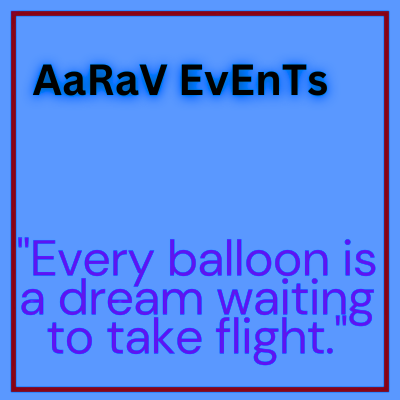 AaRaV EvEnTs
"Every balloon is
a dream waiting
to take flight."